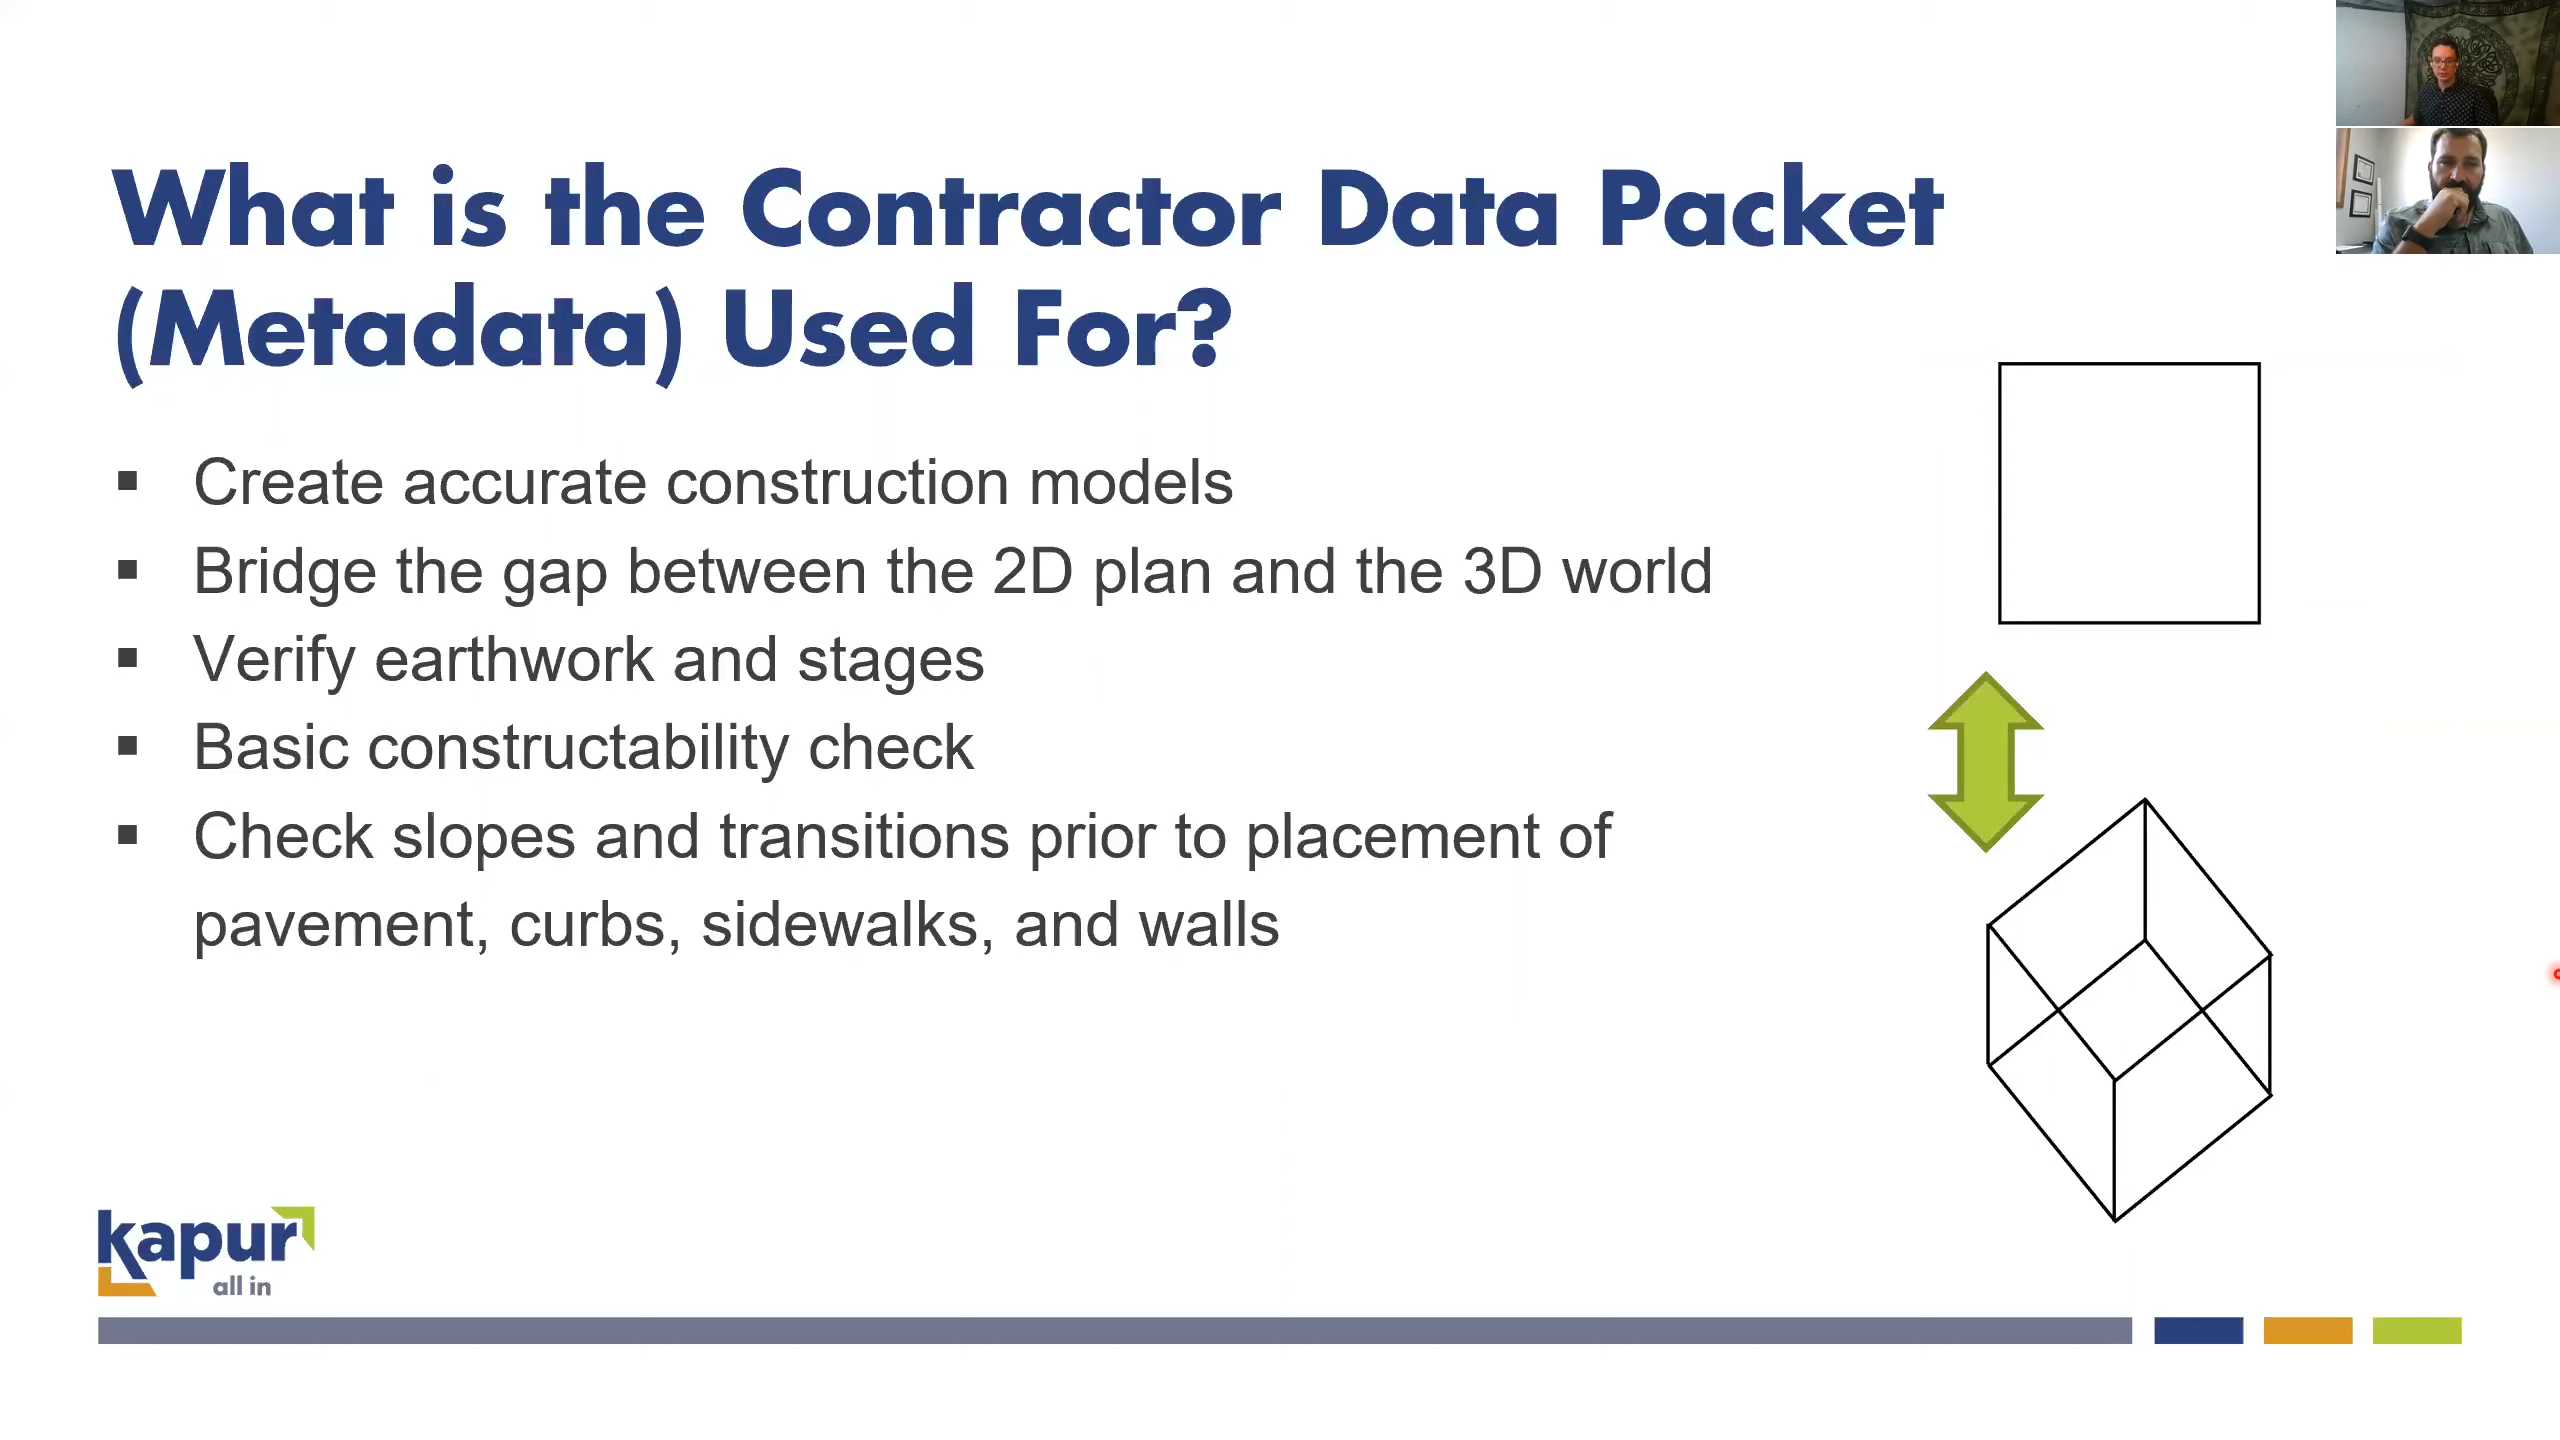 What is the Contractor Data Packet
(Metadata) Used For?
▪ Create accurate construction models
▪ Bridge the gap between the 2D plan and the 3D world
▪ Verify earthwork and stages
▪ Basic constructability check
▪ Check slopes and transitions prior to placement of
pavement, curbs, sidewalks, and walls
kapur
all in